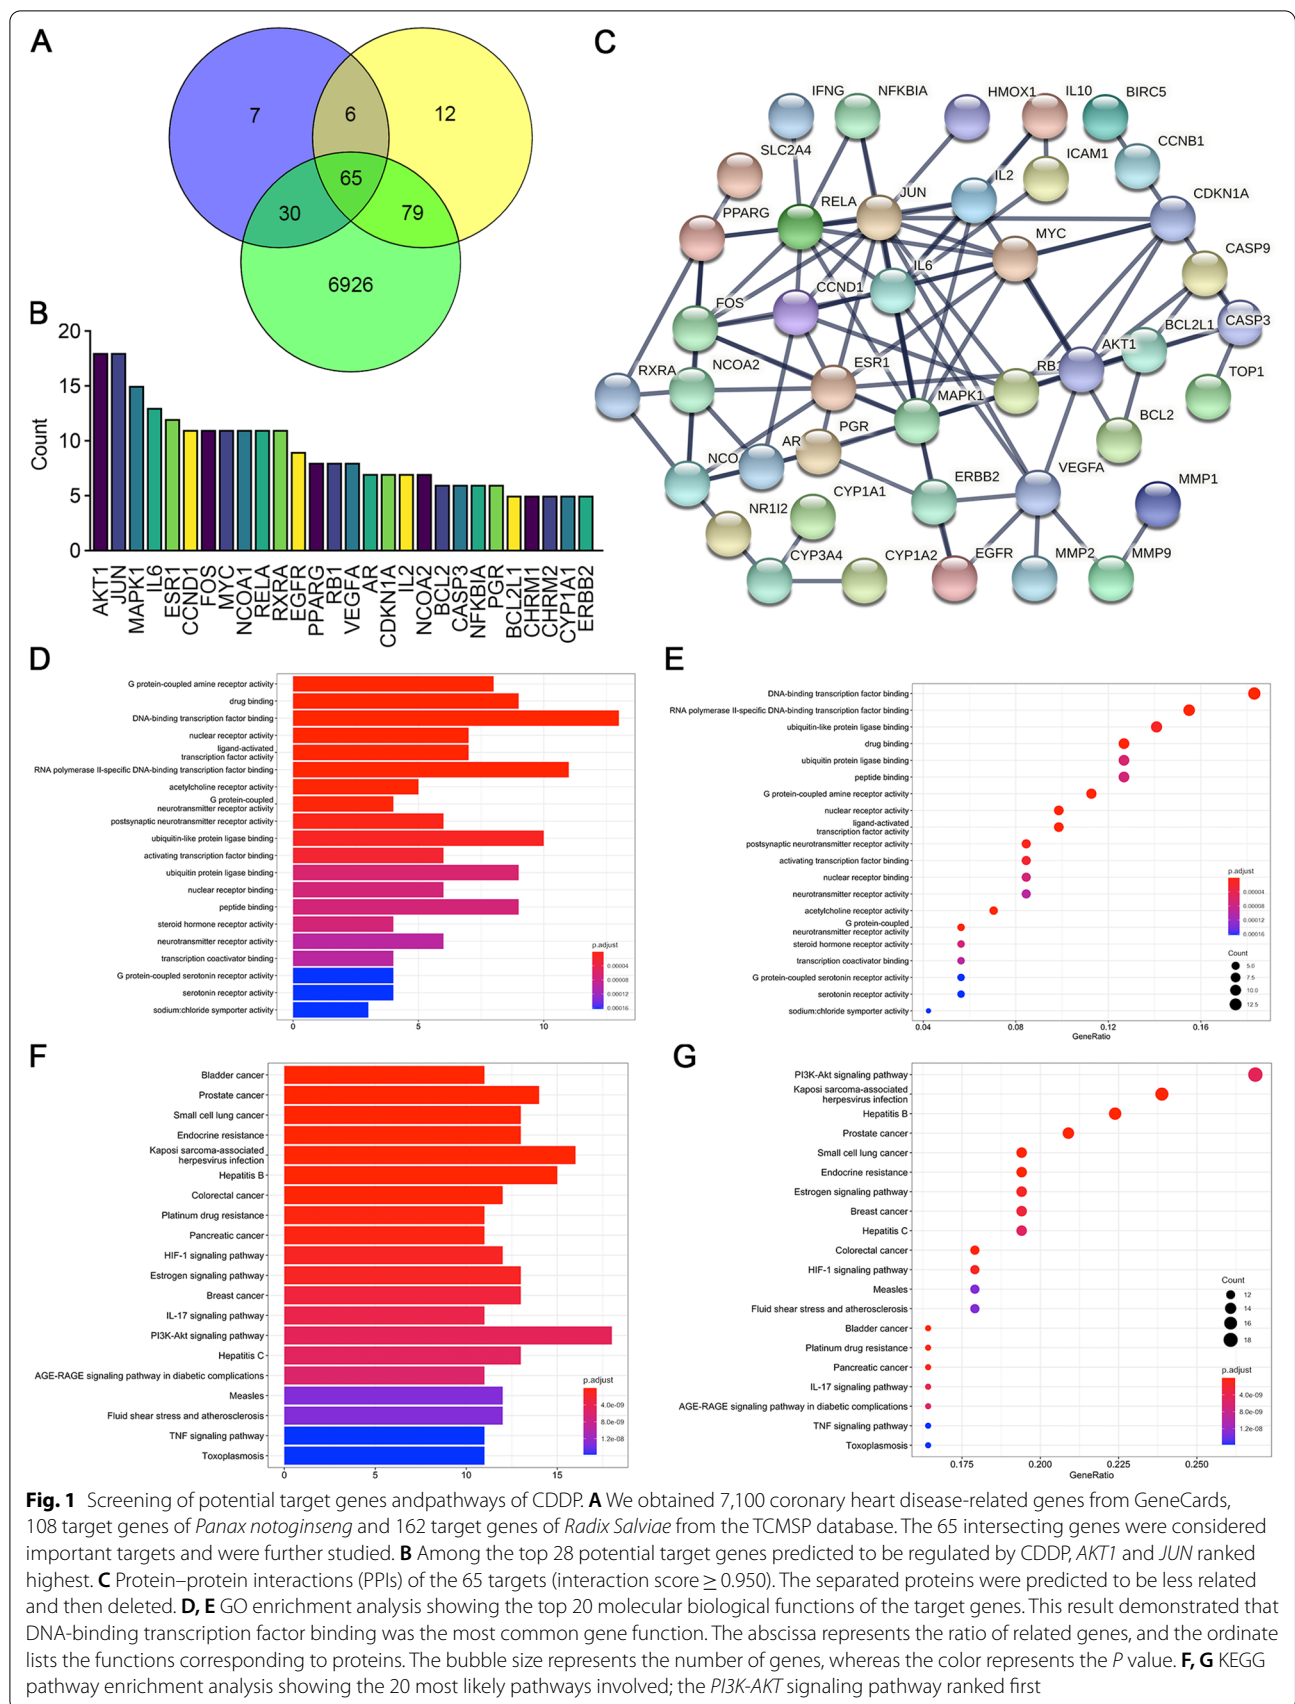 A
7
6
12
65
30
79
6926
B
Count
20
15
10
5
0
AKT1
JUN
MAPK1
IL6
ESR1
CCND1
FOS
MYC
NCOA1
RELA
RXRA
EGFR
PPARG
RB1
VEGFA
AR
CDKN1A
IL2
NCOA2
BCL2
CASP3
NFKBIA
PGR
BCL2L1
CHRM1
CHRM2
CYP1A1
ERBB2
C
IFNG
NFKBIA
HMOX1
IL10
BIRC5
SLC2A4
ICAM1
CCNB1
PPARG
RELA
JUN
IL2
CDKN1A
MYC
CASP9
IL6
FOS
CCND1
BCL2L1
CASP3
RXRA
NCOA2
ESR1
RB1
AKT1
TOP1
MAPK1
BCL2
NCO
AR
PGR
ERBB2
VEGFA
MMP1
NR1I2
CYP1A1
CYP3A4
CYP1A2
EGFR
MMP2
MMP9
D
G protein-coupled amine receptor activity
drug binding
DNA-binding transcription factor binding
nuclear receptor activity
ligand-activated
transcription factor activity
RNA polymerase II-specific DNA-binding transcription factor binding
acetylcholine receptor activity
G protein-coupled
neurotransmitter receptor activity
postsynaptic neurotransmitter receptor activity
ubiquitin-like protein ligase binding
activating transcription factor binding
ubiquitin protein ligase binding
nuclear receptor binding
peptide binding
steroid hormone receptor activity
neurotransmitter receptor activity
transcription coactivator binding
G protein-coupled serotonin receptor activity
serotonin receptor activity
sodium:chloride symporter activity
0 5 10
p.adjust
0.00004
0.00008
0.00012
0.00016
E
DNA-binding transcription factor binding
RNA polymerase II-specific DNA-binding transcription factor binding
ubiquitin-like protein ligase binding
drug binding
ubiquitin protein ligase binding
peptide binding
G protein-coupled amine receptor activity
nuclear receptor activity
ligand-activated
transcription factor activity
postsynaptic neurotransmitter receptor activity
activating transcription factor binding
nuclear receptor binding
neurotransmitter receptor activity
acetylcholine receptor activity
G protein-coupled
neurotransmitter receptor activity
steroid hormone receptor activity
transcription coactivator binding
G protein-coupled serotonin receptor activity
serotonin receptor activity
sodium:chloride symporter activity
0.04 0.08 0.12 0.16
GeneRatio
p.adjust
0.00004
0.00008
0.00012
0.00016
Count
5.0
7.5
10.0
12.5
F
Bladder cancer
Prostate cancer
Small cell lung cancer
Endocrine resistance
Kaposi sarcoma-associated
herpesvirus infection
Hepatitis B
Colorectal cancer
Platinum drug resistance
Pancreatic cancer
HIF-1 signaling pathway
Estrogen signaling pathway
Breast cancer
IL-17 signaling pathway
PI3K-Akt signaling pathway
Hepatitis C
AGE-RAGE signaling pathway in diabetic complications
Measles
Fluid shear stress and atherosclerosis
TNF signaling pathway
Toxoplasmosis
0 5 10 15
p.adjust
4.0e-09
8.0e-09
1.2e-08
G
PI3K-Akt signaling pathway
Kaposi sarcoma-associated
herpesvirus infection
Hepatitis B
Prostate cancer
Small cell lung cancer
Endocrine resistance
Estrogen signaling pathway
Breast cancer
Hepatitis C
Colorectal cancer
HIF-1 signaling pathway
Measles
Fluid shear stress and atherosclerosis
Bladder cancer
Platinum drug resistance
Pancreatic cancer
IL-17 signaling pathway
AGE-RAGE signaling pathway in diabetic complications
TNF signaling pathway
Toxoplasmosis
0.175 0.200 0.225 0.250
GeneRatio
Count
12
14
16
18
p.adjust
4.0e-09
8.0e-09
1.2e-08
Fig. 1 Screening of potential target genes andpathways of CDDP. A We obtained 7,100 coronary heart disease-related genes from GeneCards,
108 target genes of Panax notoginseng and 162 target genes of Radix Salviae from the TCMSP database. The 65 intersecting genes were considered
important targets and were further studied. B Among the top 28 potential target genes predicted to be regulated by CDDP, AKT1 and JUN ranked
highest. C Protein–protein interactions (PPIs) of the 65 targets (interaction score ≥ 0.950). The separated proteins were predicted to be less related
and then deleted. D, E GO enrichment analysis showing the top 20 molecular biological functions of the target genes. This result demonstrated that
DNA-binding transcription factor binding was the most common gene function. The abscissa represents the ratio of related genes, and the ordinate
lists the functions corresponding to proteins. The bubble size represents the number of genes, whereas the color represents the P value. F, G KEGG
pathway enrichment analysis showing the 20 most likely pathways involved; the PI3K-AKT signaling pathway ranked first